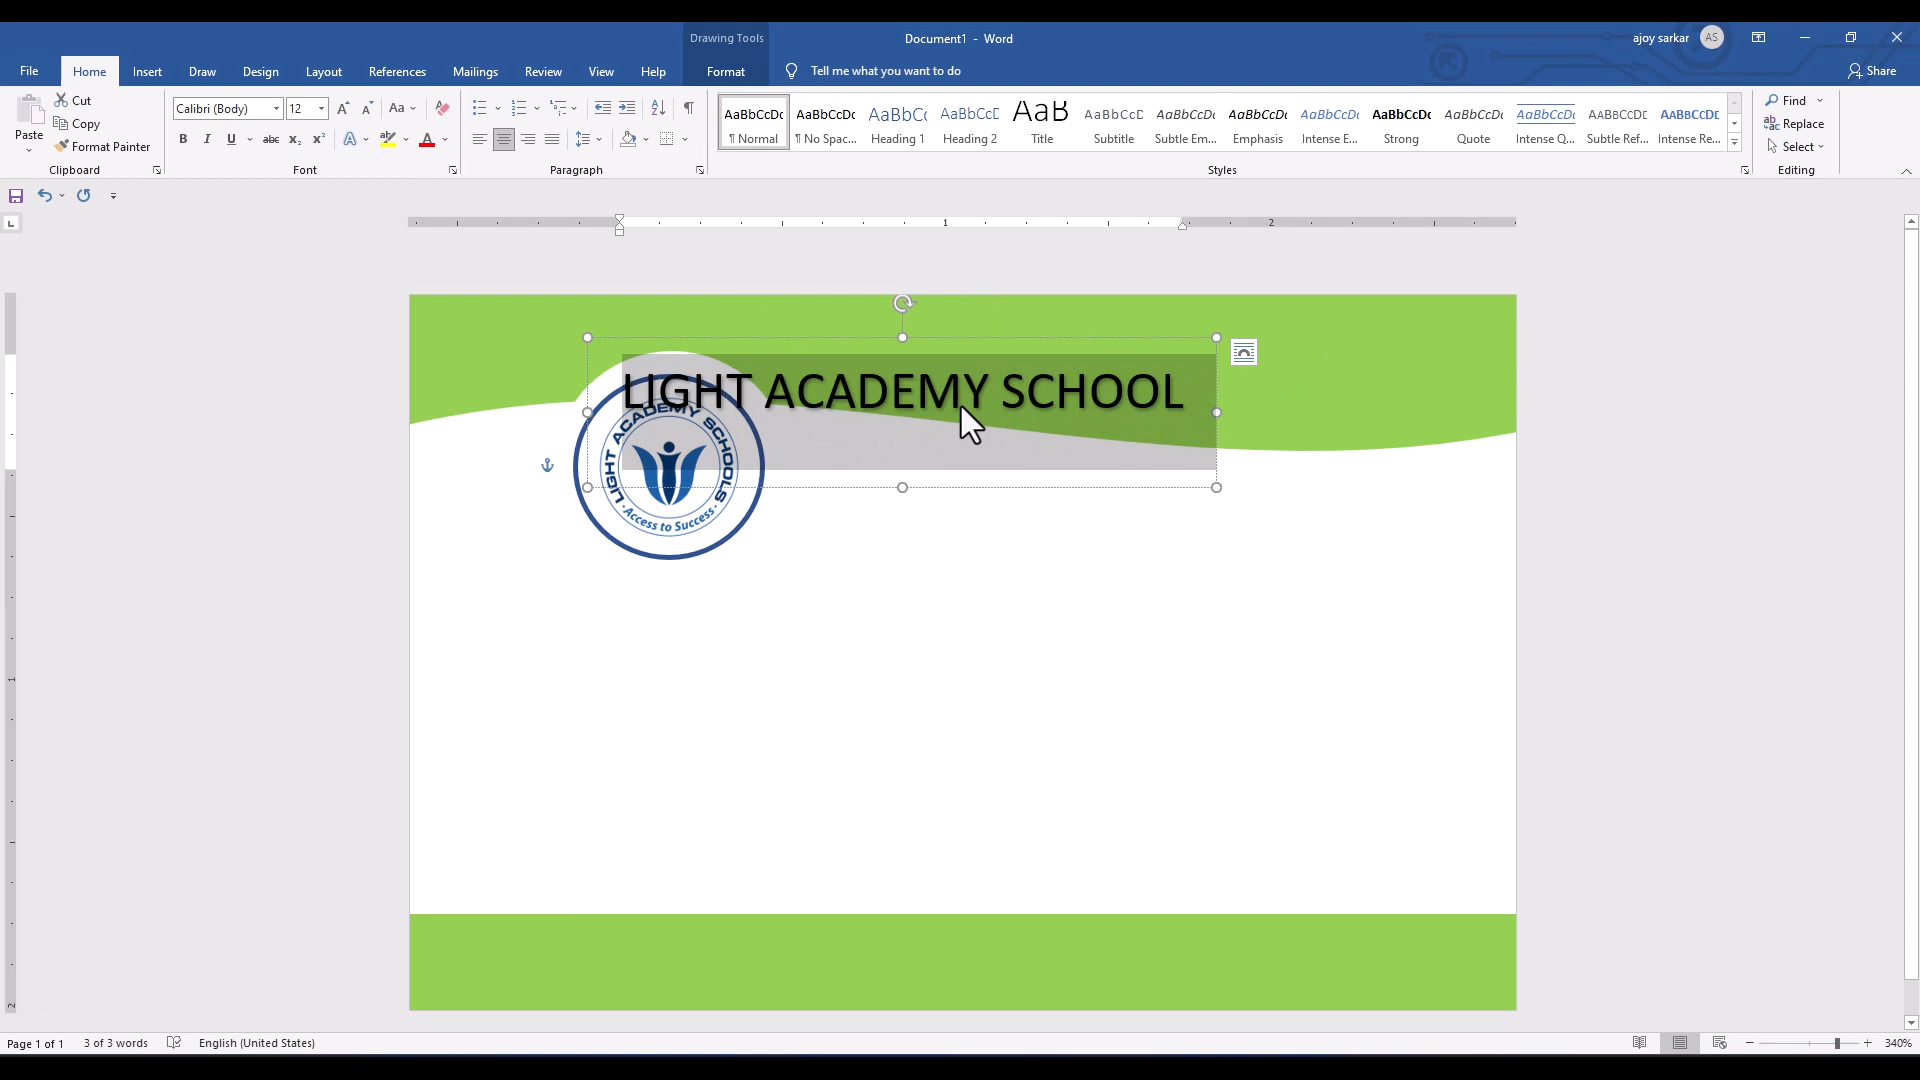 Drawing Tools
Document1 - Word
ajoy sarkar
AS
File
Home
Insert
Draw
Design
Layout
References
Mailings
Review
View
Help
Format
Tell me what you want to do
Share
Paste
Cut
Copy
Format Painter
Clipboard
Calibri (Body)
12
Font
Paragraph
AaBbCcDc
¶ Normal
AaBbCcDc
¶ No Spac...
AaBbC
Heading 1
AaBbCcD
Heading 2
AaB
Title
AaBbCcD
Subtitle
AaBbCcDc
Subtle Em...
AaBbCcDc
Emphasis
AaBbCcDc
Intense E...
AaBbCcDc
Strong
AaBbCcDc
Quote
AaBbCcDc
Intense Q...
AABBCCDE
Subtle Ref...
AABBCCDE
Intense Re...
Styles
Find
Replace
Select
Editing
1
2
LIGHT ACADEMY SCHOOL
LIGHT ACADEMY SCHOOLS
Access to Success
1
2
Page 1 of 1
3 of 3 words
English (United States)
340%